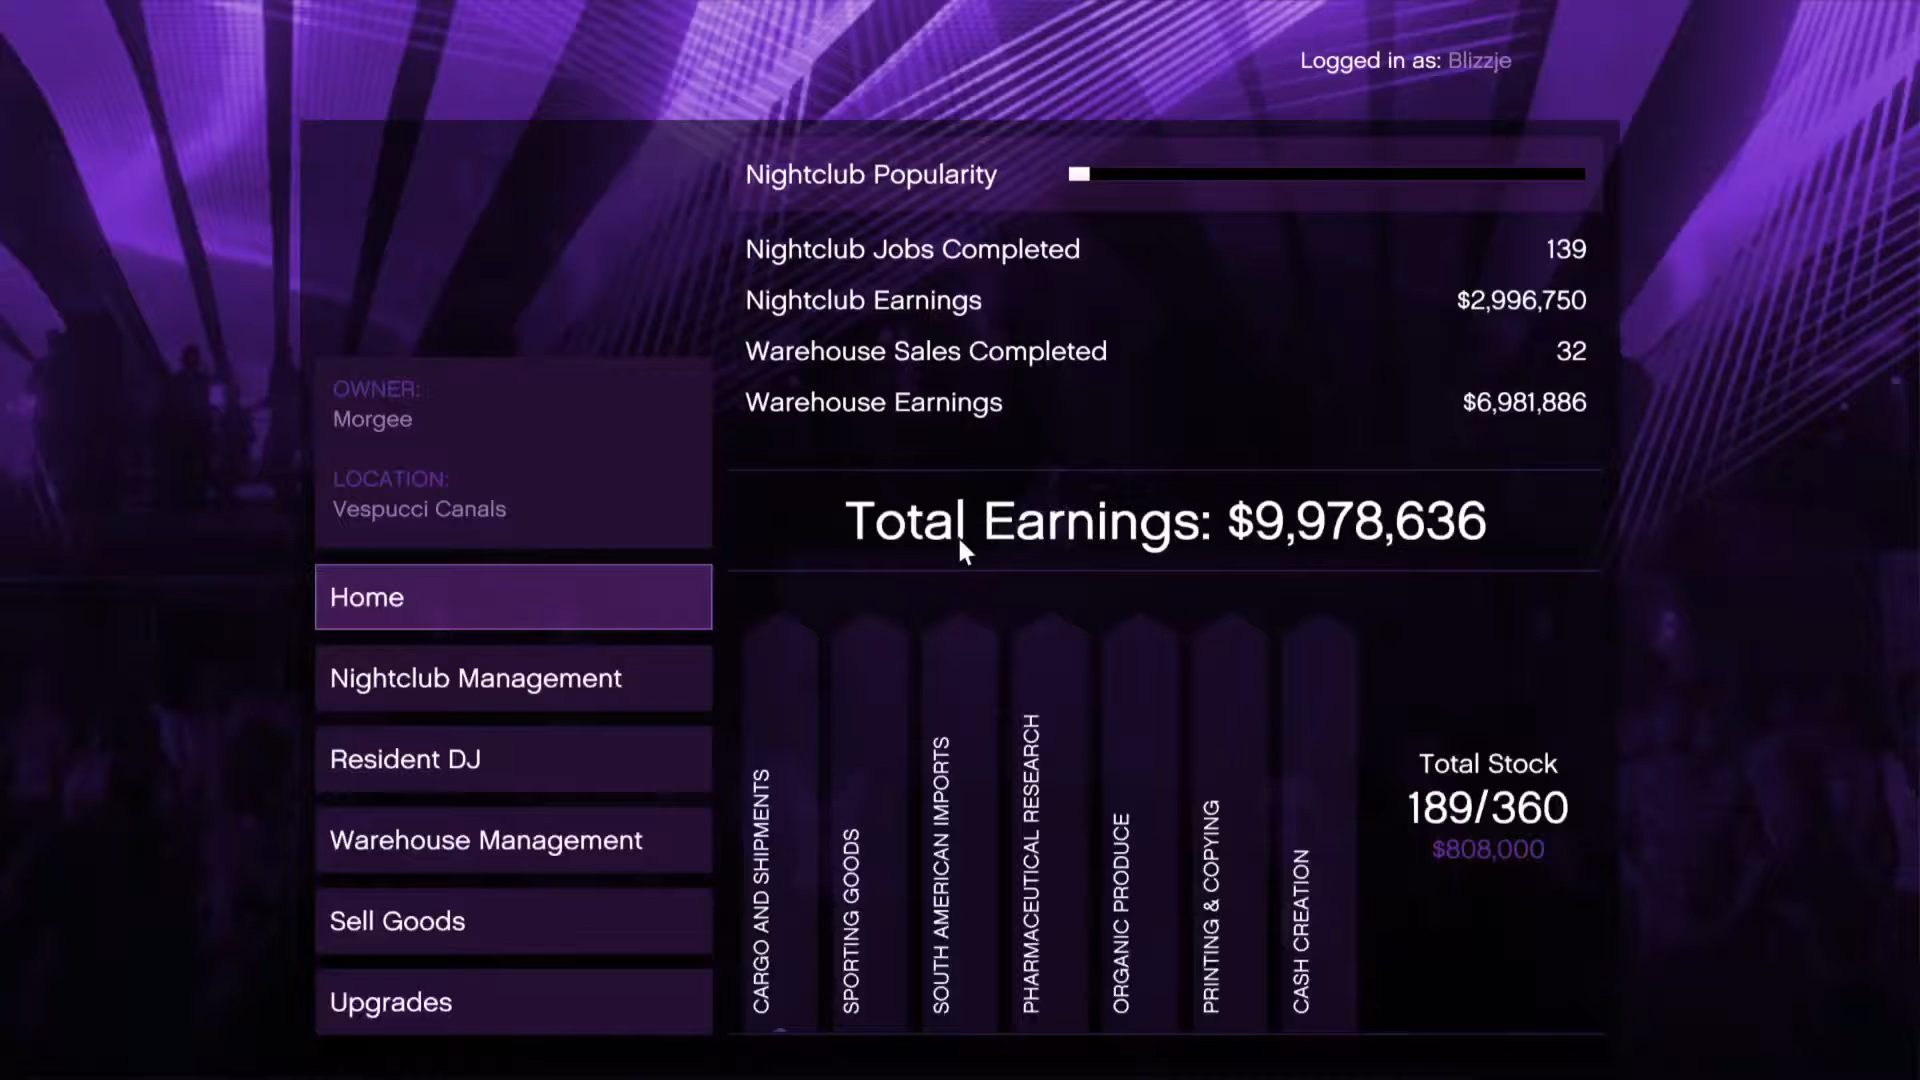 Logged in as: Blizzje
Nightclub Popularity
Nightclub Jobs Completed 139
Nightclub Earnings $2,996,750
Warehouse Sales Completed 32
Warehouse Earnings $6,981,886
OWNER:
Morgee
LOCATION:
Vespucci Canals
Total Earnings: $9,978,636
Home
Nightclub Management
Resident DJ
Warehouse Management
Sell Goods
Upgrades
CARGO AND SHIPMENTS
SPORTING GOODS
SOUTH AMERICAN IMPORTS
PHARMACEUTICAL RESEARCH
ORGANIC PRODUCE
PRINTING & COPYING
CASH CREATION
Total Stock
189/360
$808,000